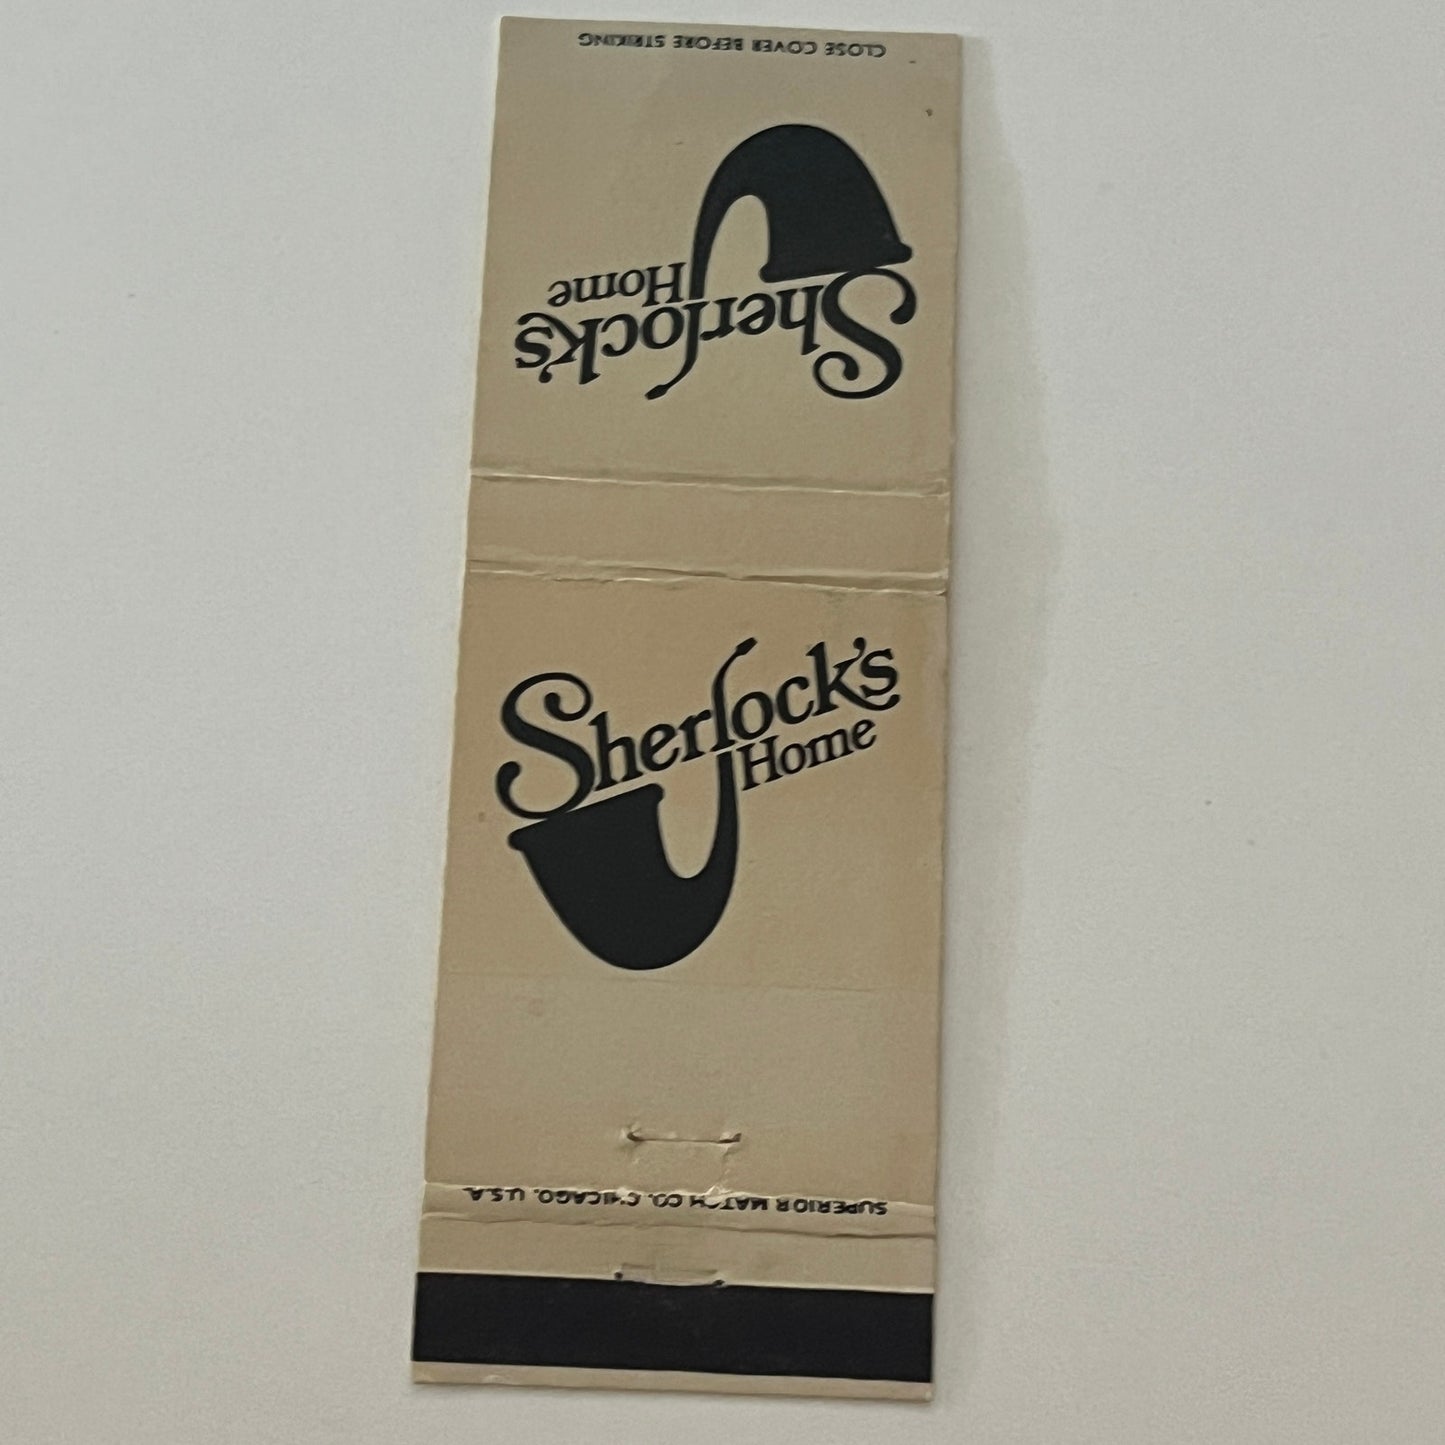 CLOSE COVER BEFORE STRIKING
Sherlock's
Home
Sherlock's
Home
SUPERIOR MATCH CO. CHICAGO, U.S.A.